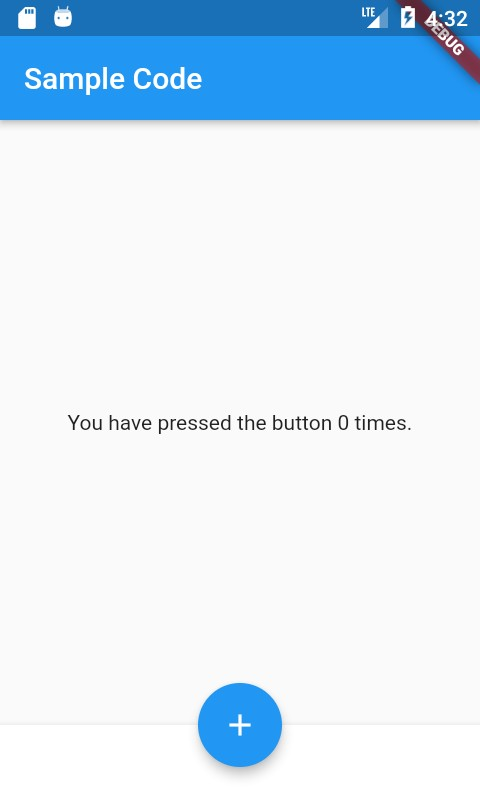 LTE
4:32
DEBUG
Sample Code
You have pressed the button 0 times.
+